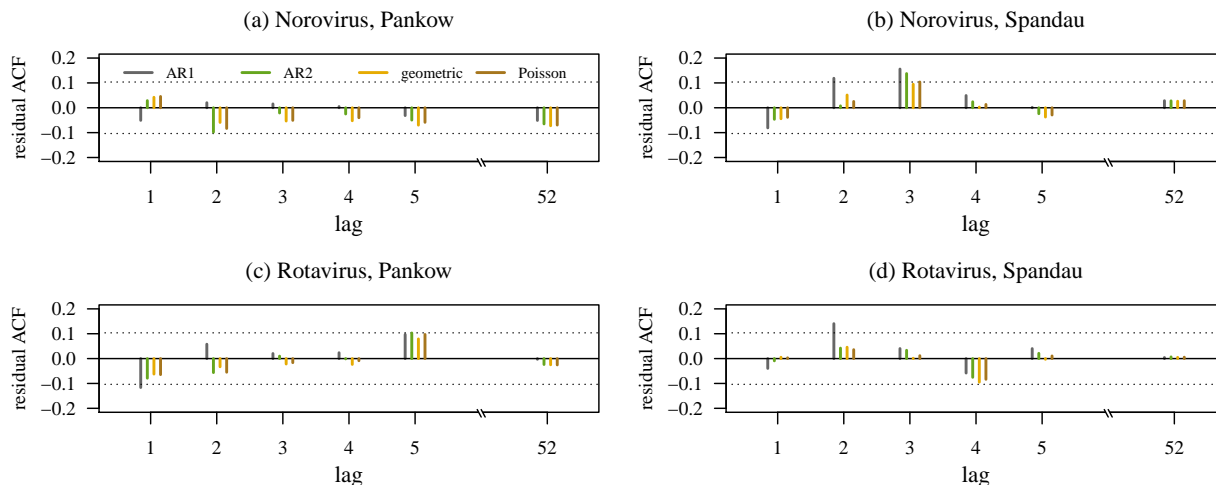 (a) Norovirus, Pankow
residual ACF
0.2
0.1
0.0
−0.1
−0.2
AR1 AR2 geometric Poisson
1 2 3 4 5 52
lag
(b) Norovirus, Spandau
residual ACF
0.2
0.1
0.0
−0.1
−0.2
1 2 3 4 5 52
lag
(c) Rotavirus, Pankow
residual ACF
0.2
0.1
0.0
−0.1
−0.2
1 2 3 4 5 52
lag
(d) Rotavirus, Spandau
residual ACF
0.2
0.1
0.0
−0.1
−0.2
1 2 3 4 5 52
lag